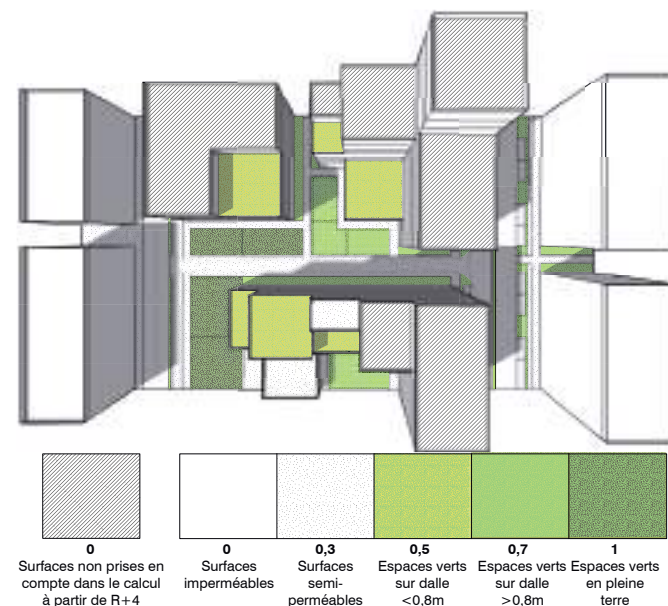 0
Surfaces non prises en
compte dans le calcul
à partir de R+4
0
Surfaces
imperméables
0,3
Surfaces
semi-
perméables
0,5
Espaces verts
sur dalle
<0,8m
0,7
Espaces verts
sur dalle
>0,8m
1
Espaces verts
en pleine
terre